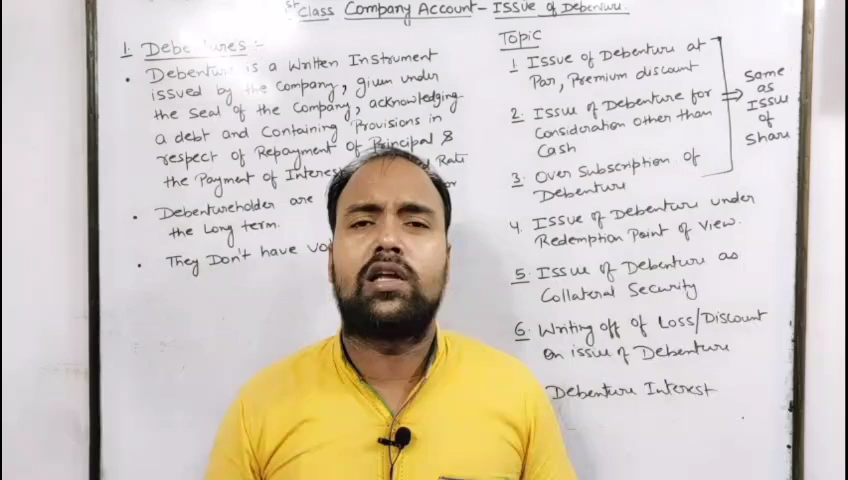 1st Class Company Account - Issue of Debenture.
1. Debentures :-
• Debenture is a Written Instrument
issued by the Company, given under
the seal of the Company, acknowledging
a debt and Containing Provisions in
respect of Repayment of Principal &
the Payment of Interest Rate
• Debentureholder are
the Long term.
• They Don't have
Topic
1 Issue of Debenture at
Par, Premium discount
2. Issue of Debenture for
Consideration other than
Cash
3. Over Subscription of
Debenture
⇒ Same
as
Issue
of
Share
4. Issue of Debenture under
Redemption Point of View.
5. Issue of Debenture as
Collateral Security
6. Writing off of Loss/Discount
on issue of Debenture
Debenture Interest